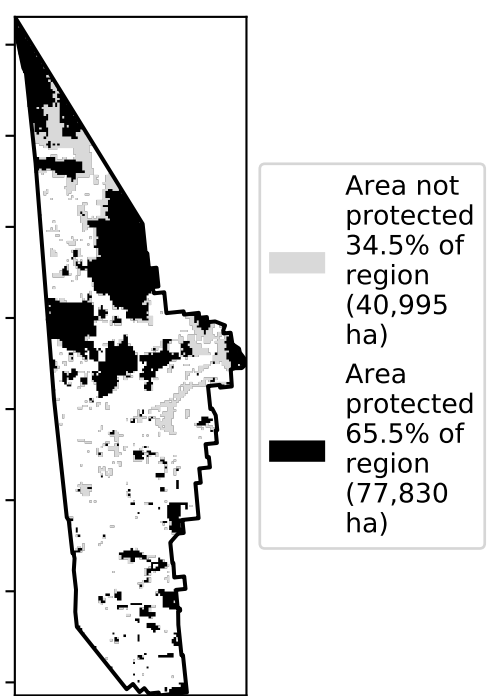 Area not
protected
34.5% of
region
(40,995
ha)
Area
protected
65.5% of
region
(77,830
ha)